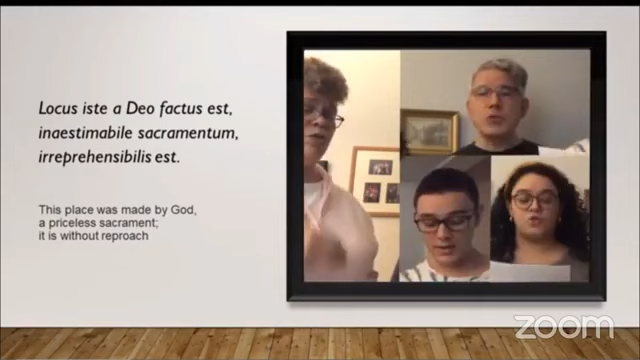 Locus iste a Deo factus est,
inaestimabile sacramentum,
irreprehensibilis est.
This place was made by God,
a priceless sacrament;
it is without reproach
zoom